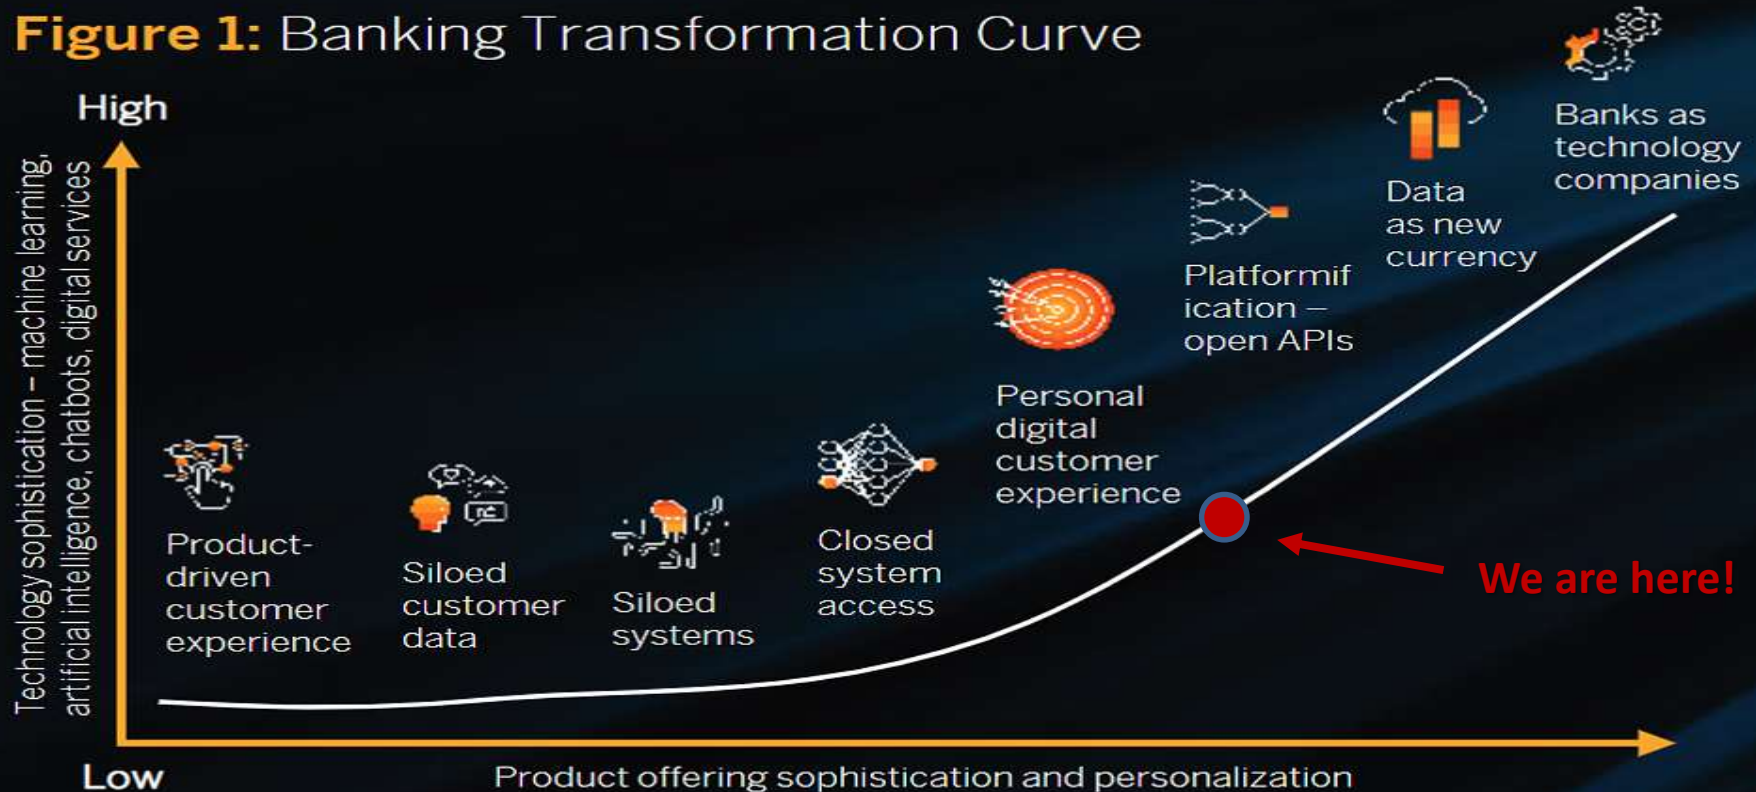 Figure 1: Banking Transformation Curve
High
Technology sophistication – machine learning,
artificial intelligence, chatbots, digital services
Product-
driven
customer
experience
Siloed
customer
data
Siloed
systems
Closed
system
access
Personal
digital
customer
experience
Platformif
ication –
open APIs
Data
as new
currency
Banks as
technology
companies
We are here!
Low
Product offering sophistication and personalization